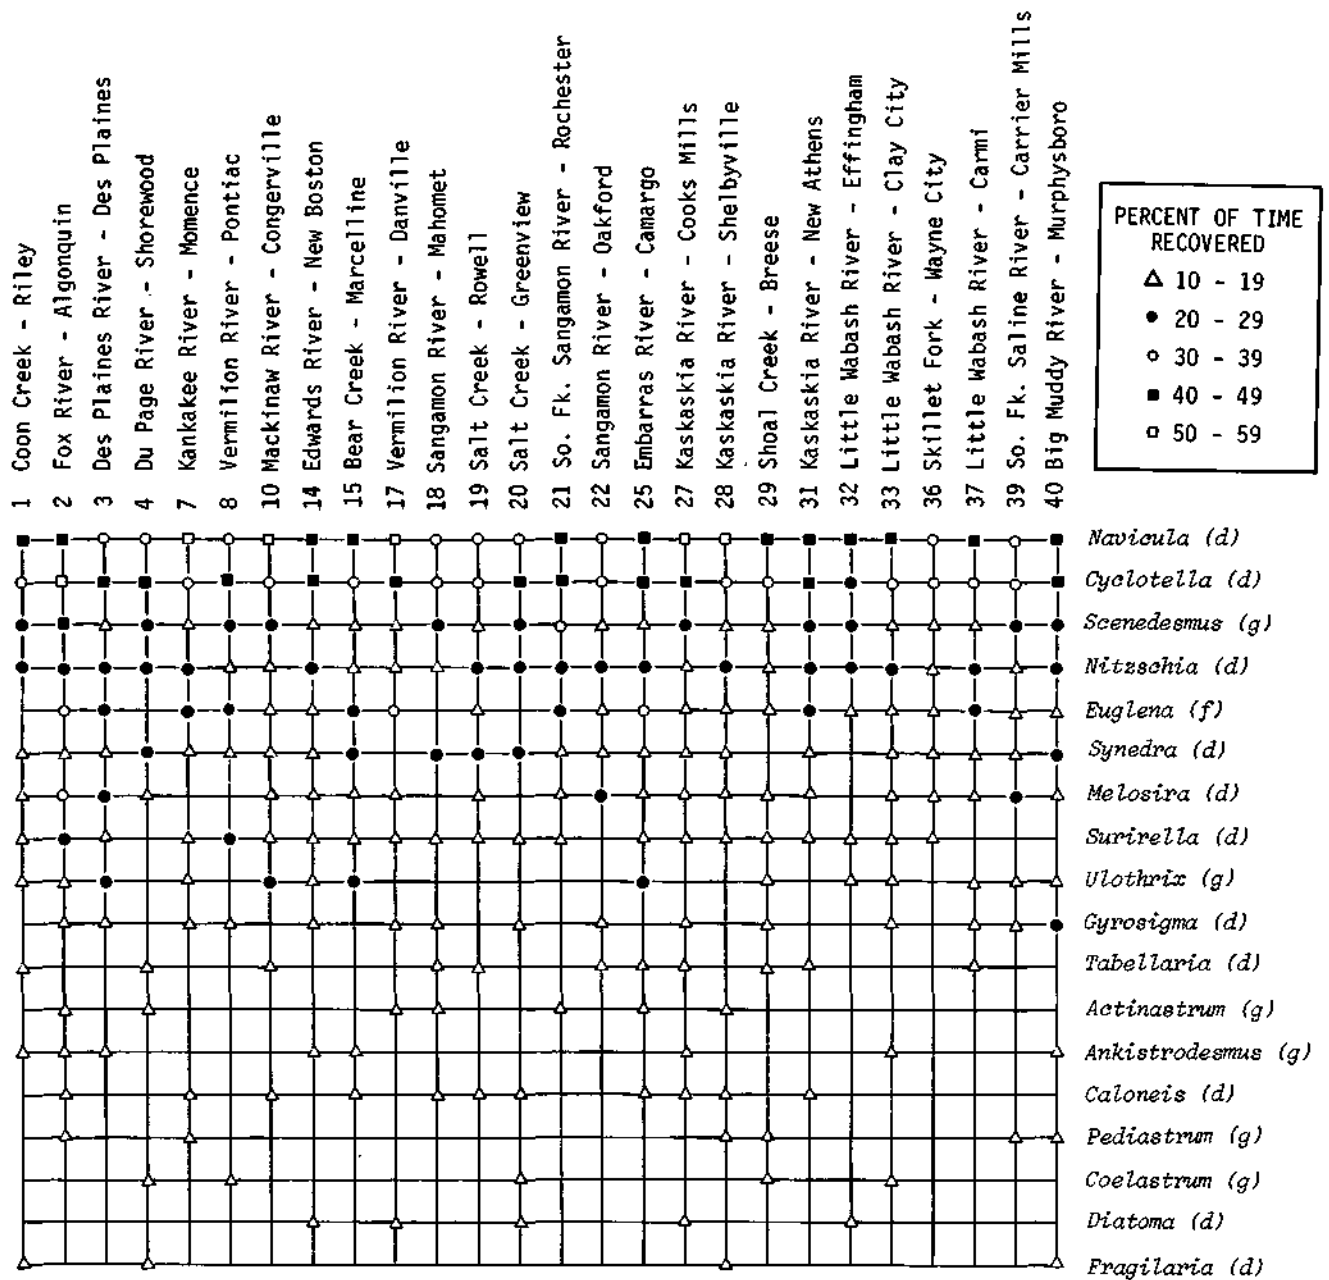 1 Coon Creek - Riley
2 Fox River - Algonquin
3 Des Plaines River - Des Plaines
4 Du Page River - Shorewood
7 Kankakee River - Momence
8 Vermilion River - Pontiac
10 Mackinaw River - Congerville
14 Edwards River - New Boston
15 Bear Creek - Marcelline
17 Vermilion River - Danville
18 Sangamon River - Mahomet
19 Salt Creek - Rowell
20 Salt Creek - Greenview
21 So. Fk. Sangamon River - Rochester
22 Sangamon River - Oakford
25 Embarras River - Camargo
27 Kaskaskia River - Cooks Mills
28 Kaskaskia River - Shelbyville
29 Shoal Creek - Breese
31 Kaskaskia River - New Athens
32 Little Wabash River - Effingham
33 Little Wabash River - Clay City
36 Skillet Fork - Wayne City
37 Little Wabash River - Carmi
39 So. Fk. Saline River - Carrier Mills
40 Big Muddy River - Murphysboro
PERCENT OF TIME
RECOVERED
10 - 19
20 - 29
30 - 39
40 - 49
50 - 59
Navicula (d)
Cyclotella (d)
Scenedesmus (g)
Nitzschia (d)
Euglena (f)
Synedra (d)
Melosira (d)
Surirella (d)
Ulothrix (g)
Gyrosigma (d)
Tabellaria (d)
Actinastrum (g)
Ankistrodesmus (g)
Caloneis (d)
Pediastrum (g)
Coelastrum (g)
Diatoma (d)
Fragilaria (d)